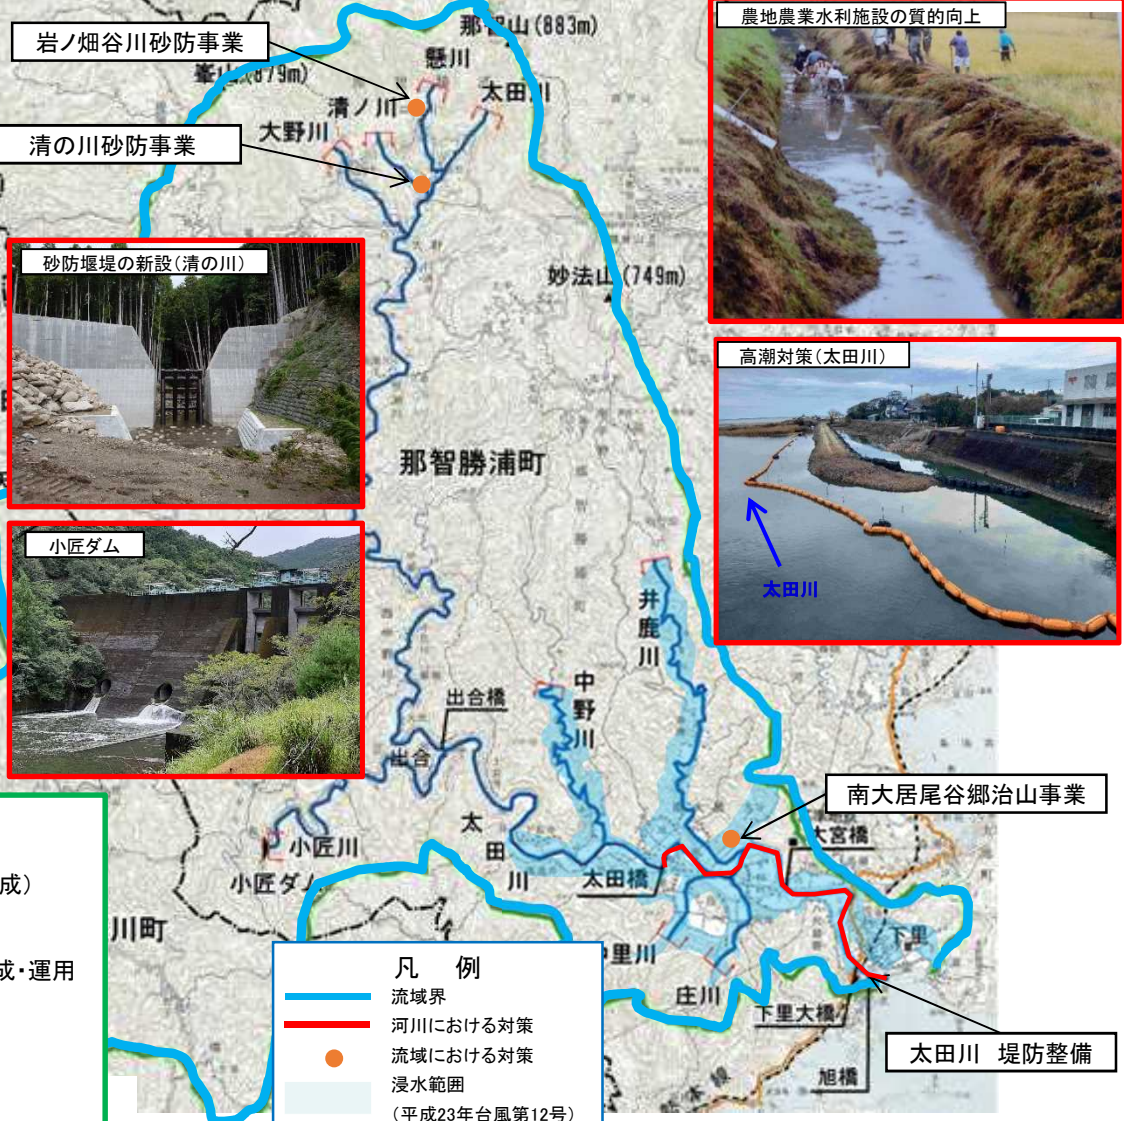 岩ノ畑谷川砂防事業
那智山(883m)
農地農業水利施設の質的向上
峯山(879m)
懸川
清ノ川
太田川
大野川
清の川砂防事業
砂防堰堤の新設(清の川)
妙法山(749m)
高潮対策(太田川)
那智勝浦町
太田川
小匠ダム
井鹿川
中野川
出合橋
出合
南大居尾谷郷治山事業
大宮橋
太田川
小匠川
小匠ダム
太田橋
成)
川町
下里
成・運用
中里川
庄川
下里大橋
太田川 堤防整備
旭橋
凡 例
流域界
河川における対策
流域における対策
浸水範囲
(平成23年台風第12号)